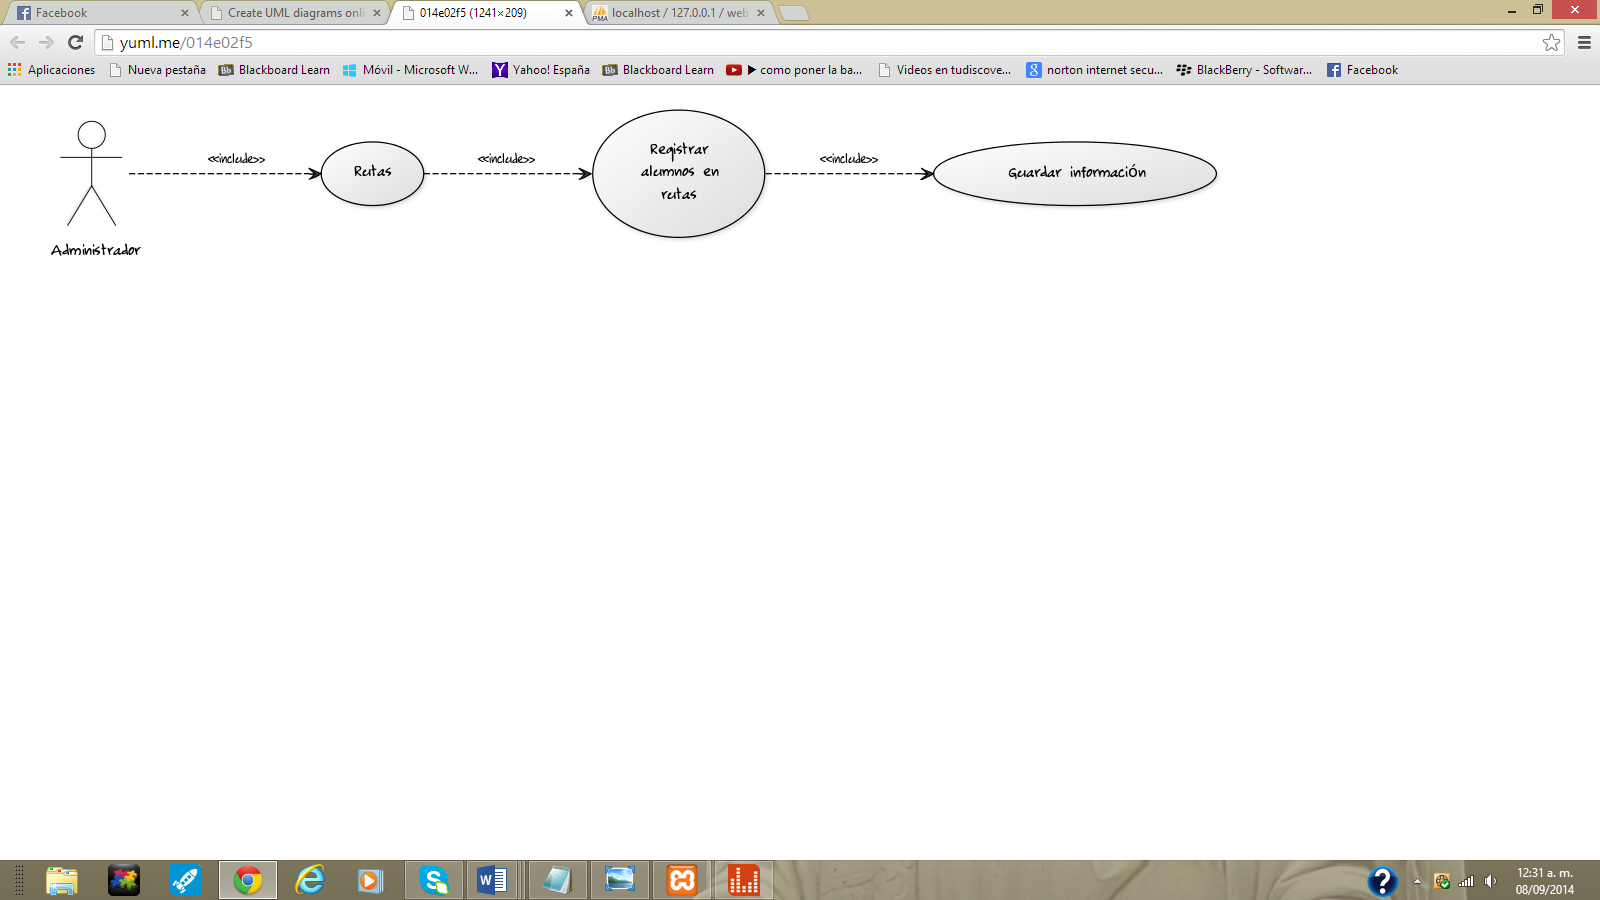 Facebook
Create UML diagrams onli
014e02f5 (1241×209)
localhost / 127.0.0.1 / web
yuml.me/014e02f5
Aplicaciones
Nueva pestaña
Blackboard Learn
Móvil - Microsoft W...
Yahoo! España
Blackboard Learn
▶ como poner la ba...
Videos en tudiscove...
norton internet secu...
BlackBerry - Softwar...
Facebook
<<include>>
<<include>>
<<include>>
Rutas
Registrar
alumnos en
rutas
Guardar informaciÓn
Administrador
12:31 a. m.
08/09/2014